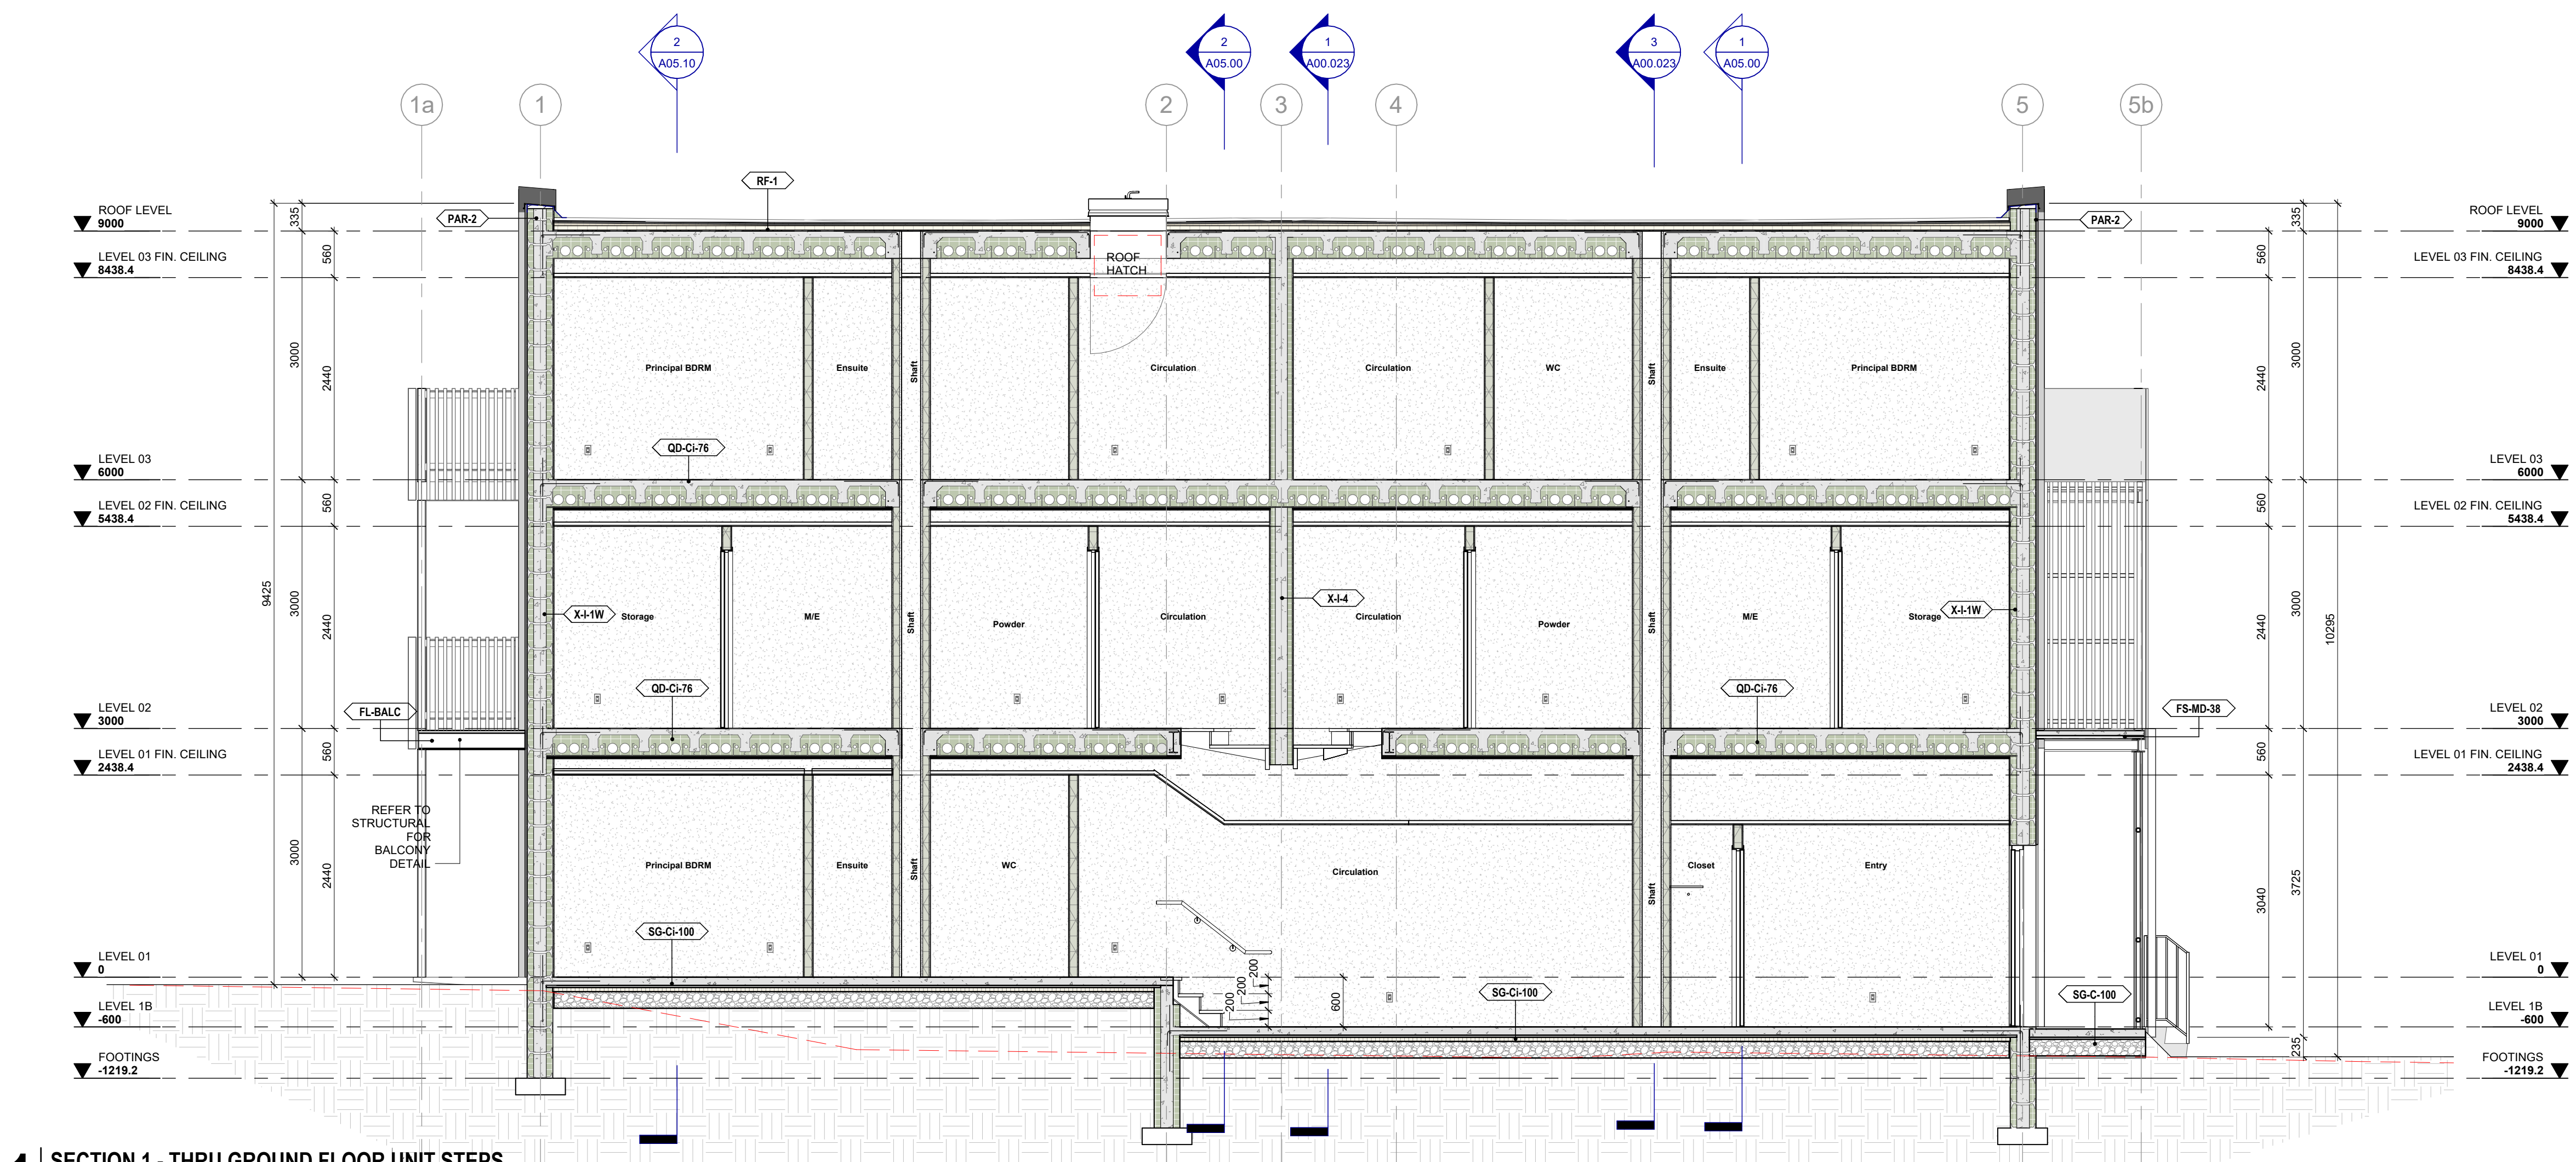 2
A05.10
2
A05.00
1
A00.023
3
A00.023
1
A05.00
1a
1
2
3
4
5
5b
ROOF LEVEL
9000
LEVEL 03 FIN. CEILING
8438.4
LEVEL 03
6000
LEVEL 02 FIN. CEILING
5438.4
LEVEL 02
3000
LEVEL 01 FIN. CEILING
2438.4
LEVEL 01
0
LEVEL 1B
-600
FOOTINGS
-1219.2
9425
335
3000
3000
3000
560
2440
560
2440
560
2440
PAR-2
RF-1
ROOF
HATCH
PAR-2
Principal BDRM
Ensuite
Shaft
Circulation
Circulation
WC
Shaft
Ensuite
Principal BDRM
QD-Ci-76
X-I-1W
Storage
M/E
Shaft
Powder
Circulation
X-I-4
Circulation
Powder
Shaft
M/E
Storage
X-I-1W
QD-Ci-76
QD-Ci-76
FL-BALC
FS-MD-38
REFER TO
STRUCTURAL
FOR
BALCONY
DETAIL
Principal BDRM
Ensuite
Shaft
WC
Circulation
Shaft
Closet
Entry
SG-Ci-100
200
200
200
600
SG-Ci-100
SG-C-100
560
2440
560
2440
560
3040
335
3000
3000
3725
235
10295
ROOF LEVEL
9000
LEVEL 03 FIN. CEILING
8438.4
LEVEL 03
6000
LEVEL 02 FIN. CEILING
5438.4
LEVEL 02
3000
LEVEL 01 FIN. CEILING
2438.4
LEVEL 01
0
LEVEL 1B
-600
FOOTINGS
-1219.2
1
SECTION 1 - THRU GROUND FLOOR UNIT STEPS